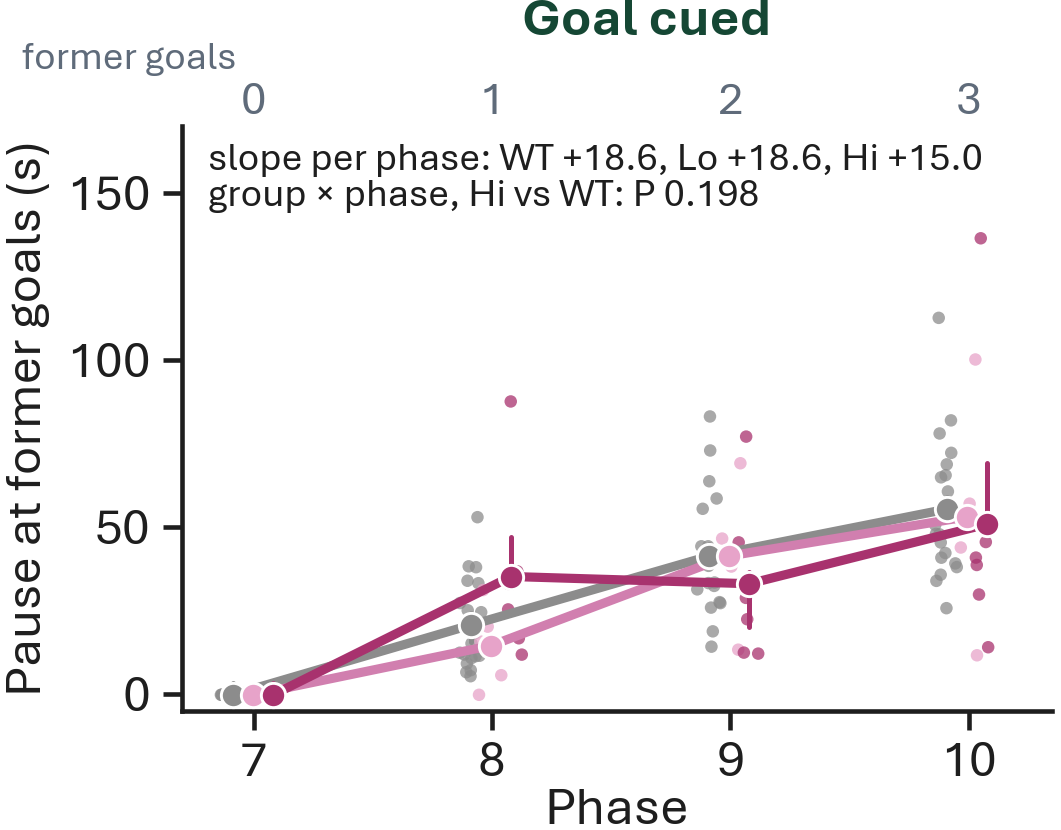 Goal cued
former goals
0 1 2 3
slope per phase: WT +18.6, Lo +18.6, Hi +15.0
group × phase, Hi vs WT: P 0.198
Pause at former goals (s)
150
100
50
0
7 8 9 10
Phase